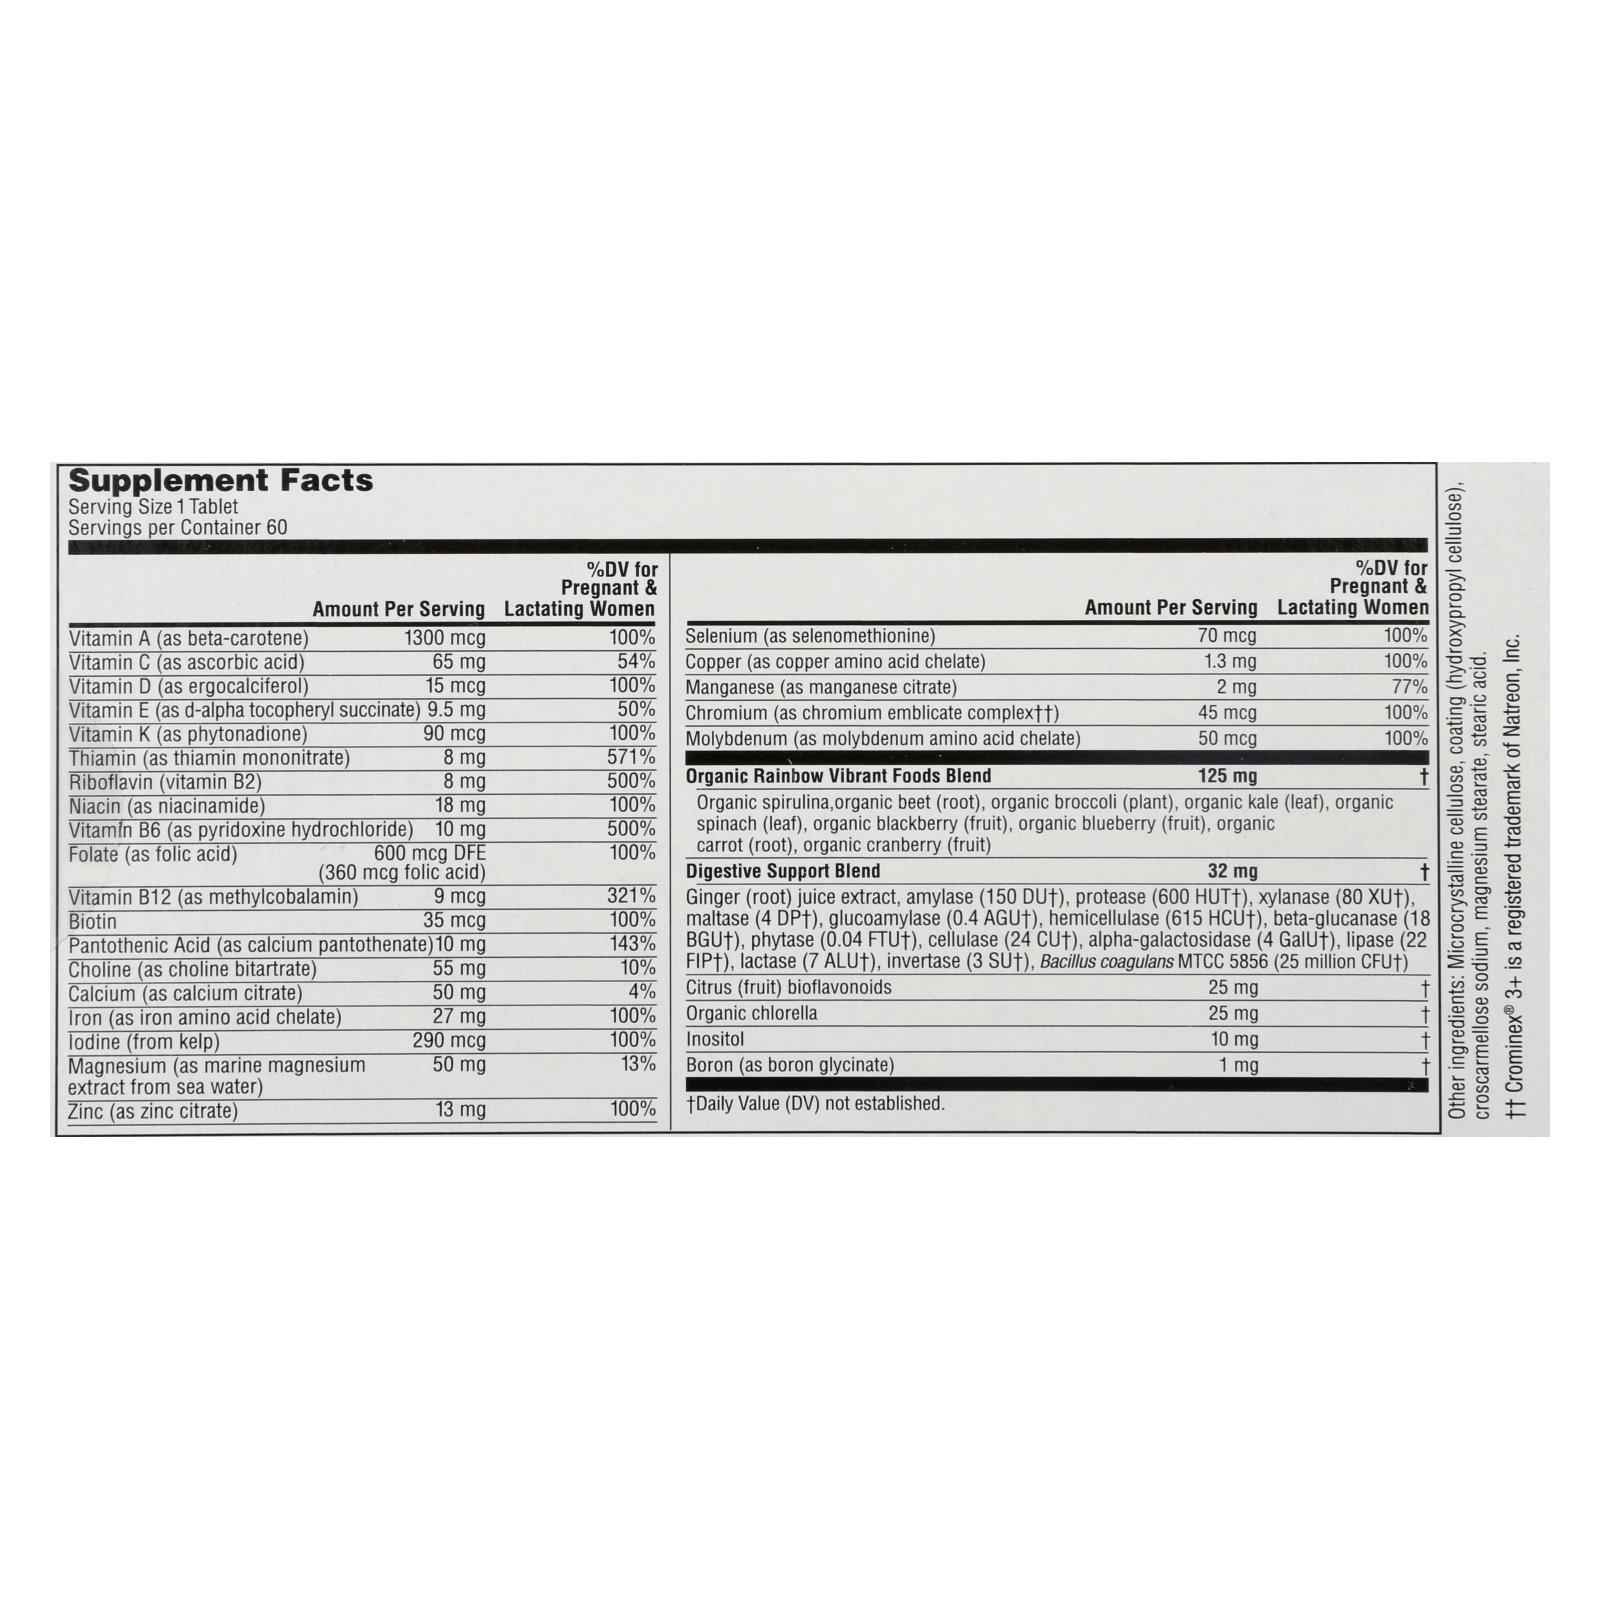 Supplement Facts
Serving Size 1 Tablet
Servings per Container 60
%DV for
Pregnant &
Amount Per Serving Lactating Women
Vitamin A (as beta-carotene) 1300 mcg 100%
Vitamin C (as ascorbic acid) 65 mg 54%
Vitamin D (as ergocalciferol) 15 mcg 100%
Vitamin E (as d-alpha tocopheryl succinate) 9.5 mg 50%
Vitamin K (as phytonadione) 90 mcg 100%
Thiamin (as thiamin mononitrate) 8 mg 571%
Riboflavin (vitamin B2) 8 mg 500%
Niacin (as niacinamide) 18 mg 100%
Vitamin B6 (as pyridoxine hydrochloride) 10 mg 500%
Folate (as folic acid) 600 mcg DFE 100%
(360 mcg folic acid)
Vitamin B12 (as methylcobalamin) 9 mcg 321%
Biotin 35 mcg 100%
Pantothenic Acid (as calcium pantothenate) 10 mg 143%
Choline (as choline bitartrate) 55 mg 10%
Calcium (as calcium citrate) 50 mg 4%
Iron (as iron amino acid chelate) 27 mg 100%
Iodine (from kelp) 290 mcg 100%
Magnesium (as marine magnesium 50 mg 13%
extract from sea water)
Zinc (as zinc citrate) 13 mg 100%
%DV for
Pregnant &
Amount Per Serving Lactating Women
Selenium (as selenomethionine) 70 mcg 100%
Copper (as copper amino acid chelate) 1.3 mg 100%
Manganese (as manganese citrate) 2 mg 77%
Chromium (as chromium emblicate complex††) 45 mcg 100%
Molybdenum (as molybdenum amino acid chelate) 50 mcg 100%
Organic Rainbow Vibrant Foods Blend 125 mg †
Organic spirulina,organic beet (root), organic broccoli (plant), organic kale (leaf), organic
spinach (leaf), organic blackberry (fruit), organic blueberry (fruit), organic
carrot (root), organic cranberry (fruit)
Digestive Support Blend 32 mg †
Ginger (root) juice extract, amylase (150 DU†), protease (600 HUT†), xylanase (80 XU†),
maltase (4 DP†), glucoamylase (0.4 AGU†), hemicellulase (615 HCU†), beta-glucanase (18
BGU†), phytase (0.04 FTU†), cellulase (24 CU†), alpha-galactosidase (4 GalU†), lipase (22
FIP†), lactase (7 ALU†), invertase (3 SU†), Bacillus coagulans MTCC 5856 (25 million CFU†)
Citrus (fruit) bioflavonoids 25 mg †
Organic chlorella 25 mg †
Inositol 10 mg †
Boron (as boron glycinate) 1 mg †
†Daily Value (DV) not established.
Other ingredients: Microcrystalline cellulose, coating (hydroxypropyl cellulose),
croscarmellose sodium, magnesium stearate, stearic acid.
†† Crominex® 3+ is a registered trademark of Natreon, Inc.